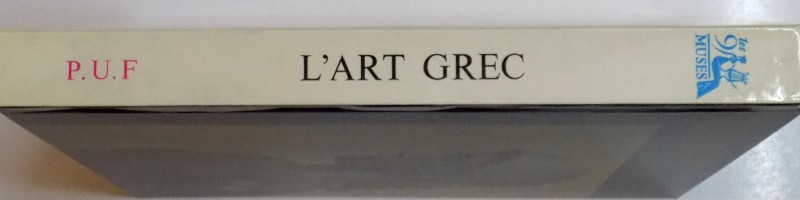 P.U.F
L'ART GREC
les
9
MUSES